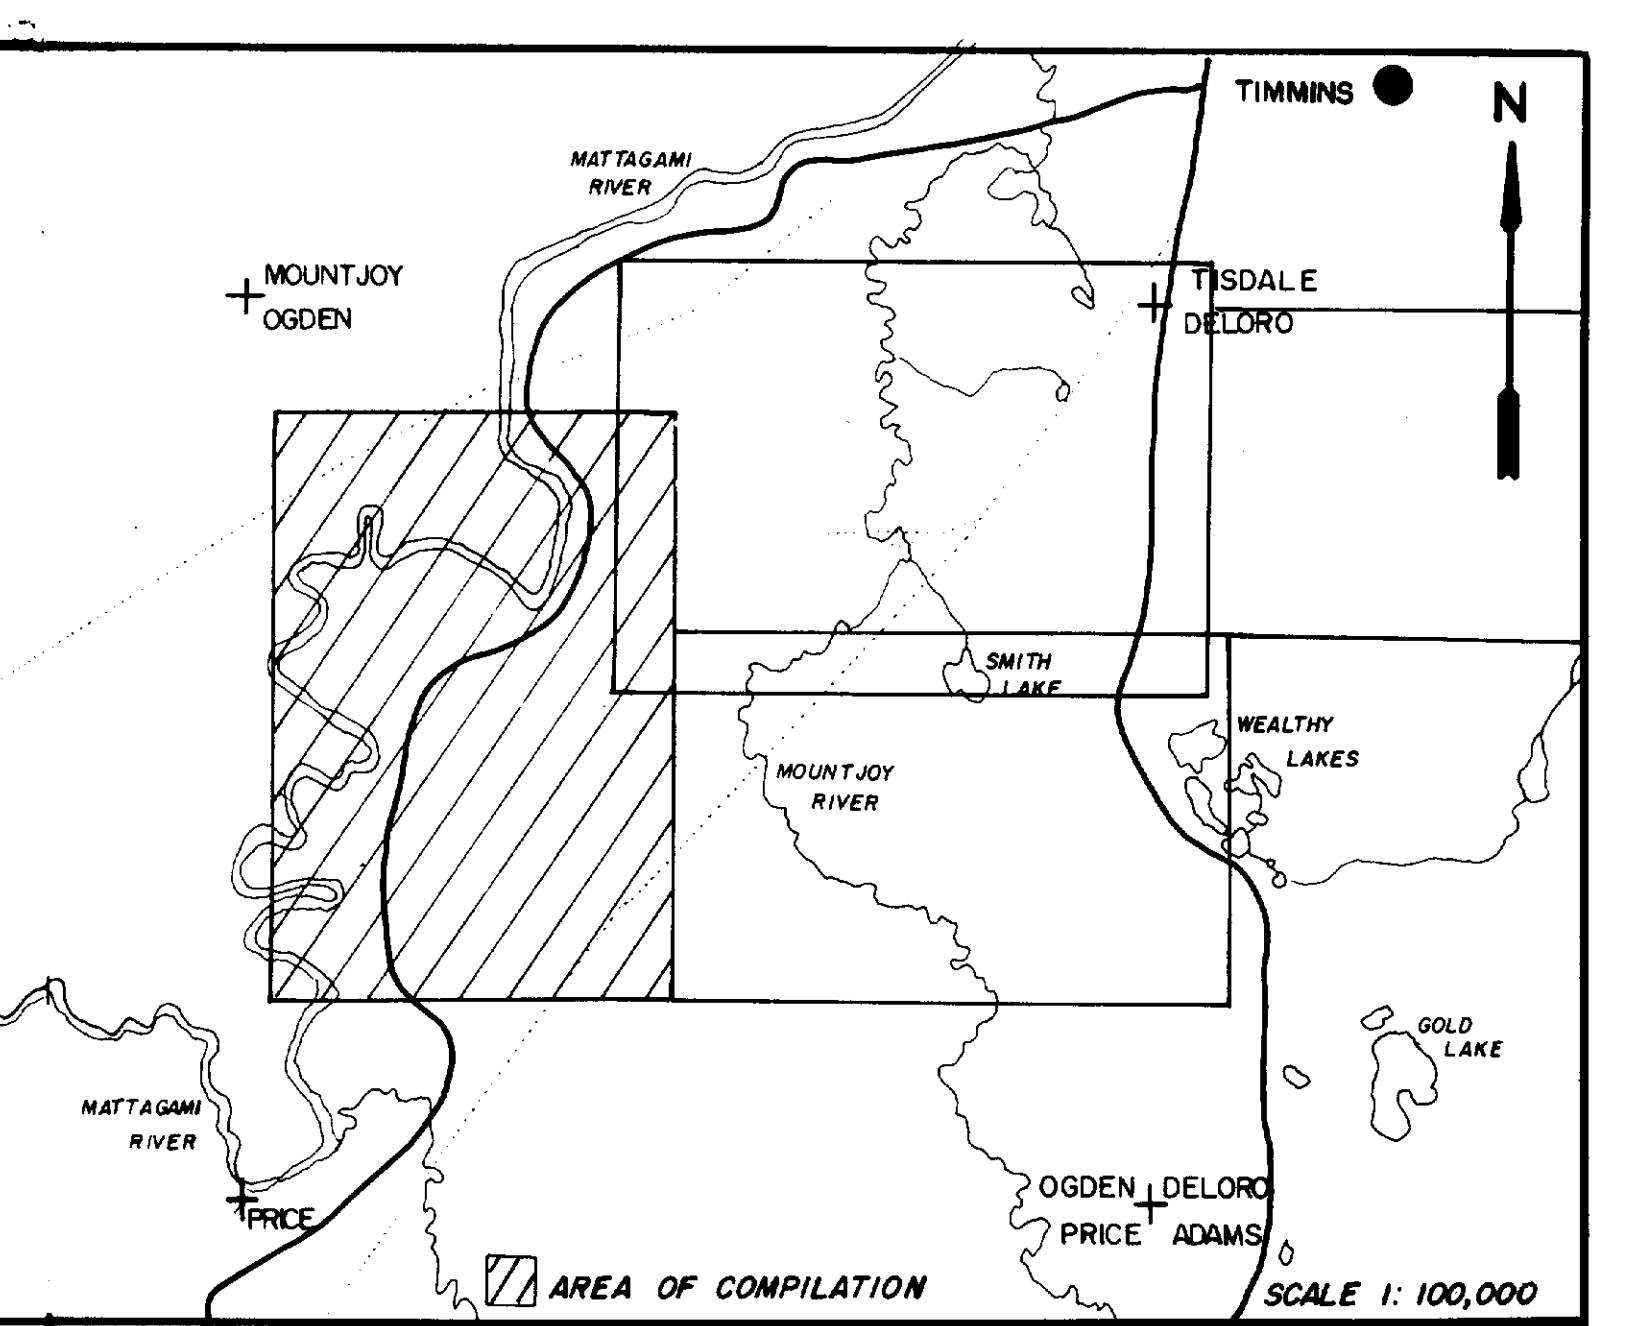 TIMMINS
N
MATTAGAMI
RIVER
MOUNTJOY
OGDEN
TISDALE
DELORO
SMITH
LAKE
WEALTHY
LAKES
MOUNTJOY
RIVER
GOLD
LAKE
MATTAGAMI
RIVER
PRICE
OGDEN DELORO
PRICE ADAMS
AREA OF COMPILATION
SCALE 1: 100,000